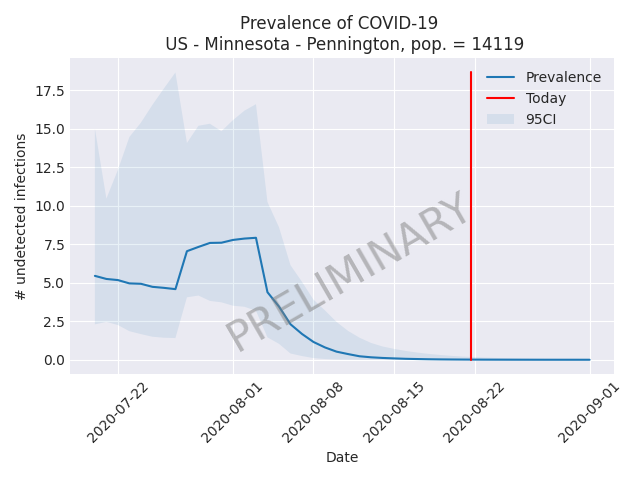 Prevalence of COVID-19
US - Minnesota - Pennington, pop. = 14119
Prevalence
Today
95CI
PRELIMINARY
# undetected infections
17.5
15.0
12.5
10.0
7.5
5.0
2.5
0.0
2020-07-22
2020-08-01
2020-08-08
2020-08-15
2020-08-22
2020-09-01
Date